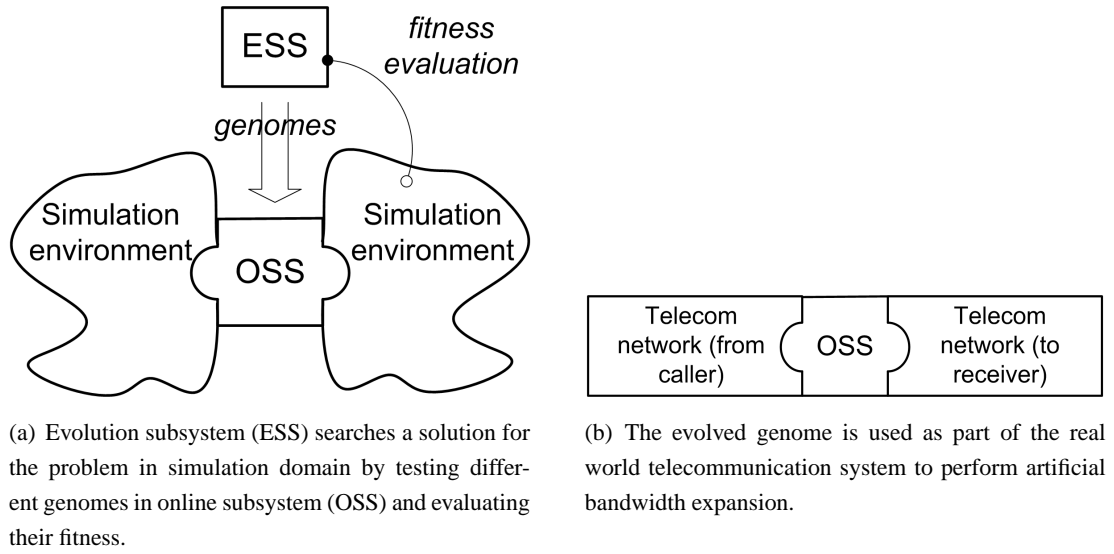 ESS
fitness
evaluation
genomes
Simulation
environment
OSS
Simulation
environment
(a) Evolution subsystem (ESS) searches a solution for
the problem in simulation domain by testing differ-
ent genomes in online subsystem (OSS) and evaluating
their fitness.
Telecom
network (from
caller)
OSS
Telecom
network (to
receiver)
(b) The evolved genome is used as part of the real
world telecommunication system to perform artificial
bandwidth expansion.